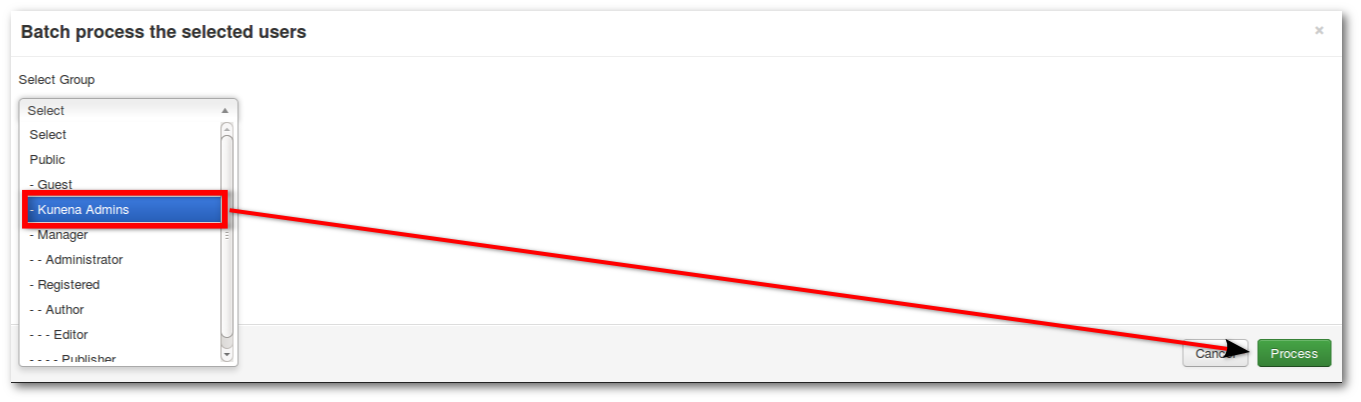 Batch process the selected users
×
Select Group
Select
Select
Public
- Guest
- Kunena Admins
- Manager
- - Administrator
- Registered
- - Author
- - - Editor
- - - - Publisher
Cancel
Process